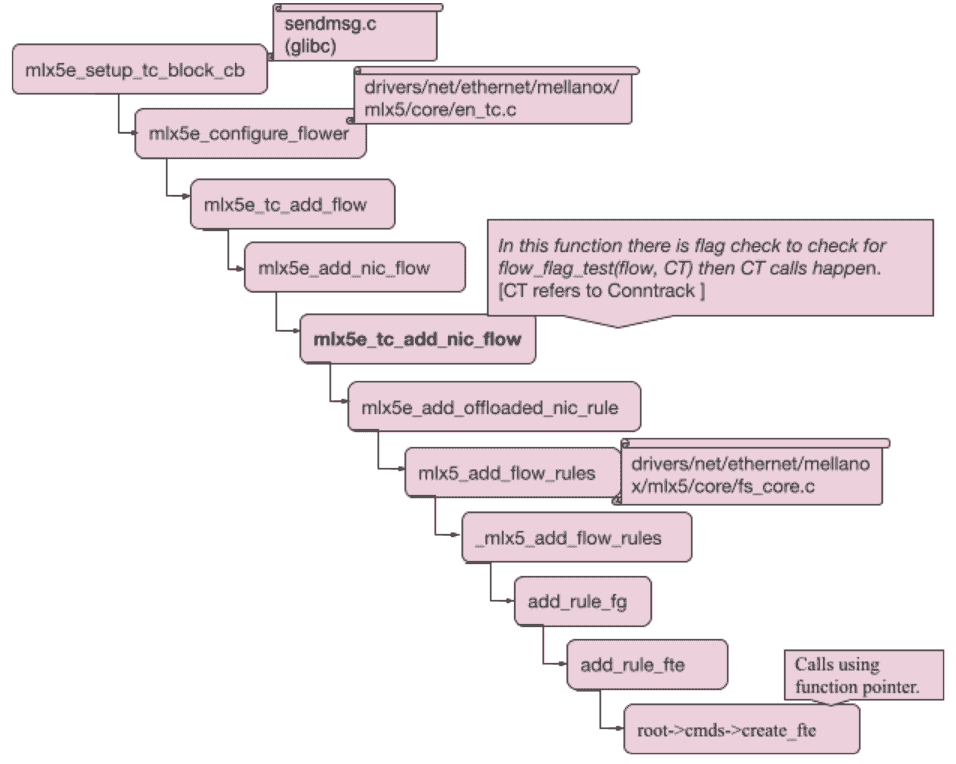 sendmsg.c
(glibc)
mlx5e_setup_tc_block_cb
drivers/net/ethernet/mellanox/
mlx5/core/en_tc.c
mlx5e_configure_flower
mlx5e_tc_add_flow
In this function there is flag check to check for
flow_flag_test(flow, CT) then CT calls happen.
[CT refers to Conntrack ]
mlx5e_add_nic_flow
mlx5e_tc_add_nic_flow
mlx5e_add_offloaded_nic_rule
mlx5_add_flow_rules
drivers/net/ethernet/mellano
x/mlx5/core/fs_core.c
_mlx5_add_flow_rules
add_rule_fg
add_rule_fte
Calls using
function pointer.
root->cmds->create_fte